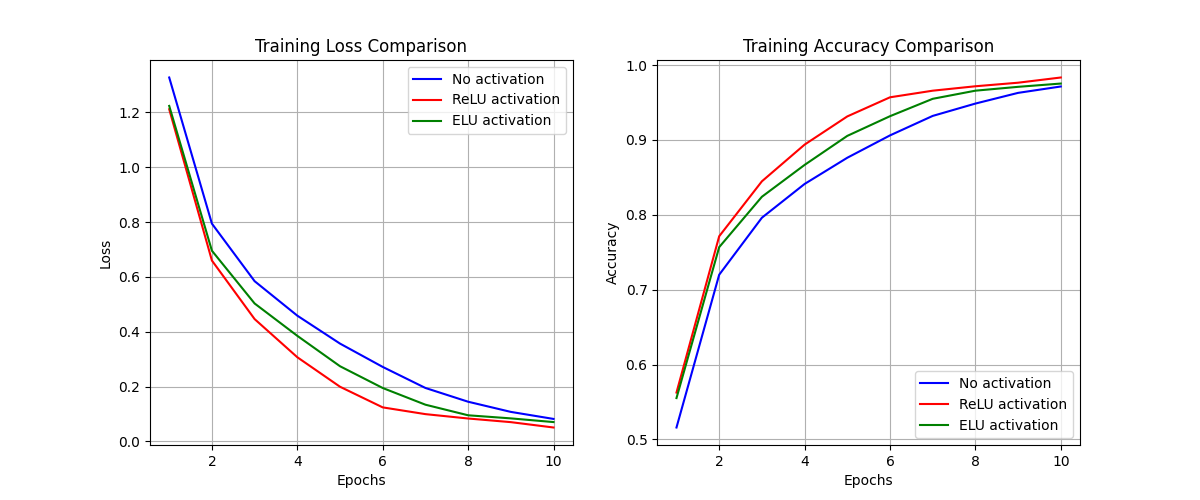 Training Loss Comparison
No activation
ReLU activation
ELU activation
1.2
1.0
0.8
0.6
0.4
0.2
0.0
Loss
2 4 6 8 10
Epochs
Training Accuracy Comparison
1.0
0.9
0.8
0.7
0.6
0.5
Accuracy
No activation
ReLU activation
ELU activation
2 4 6 8 10
Epochs